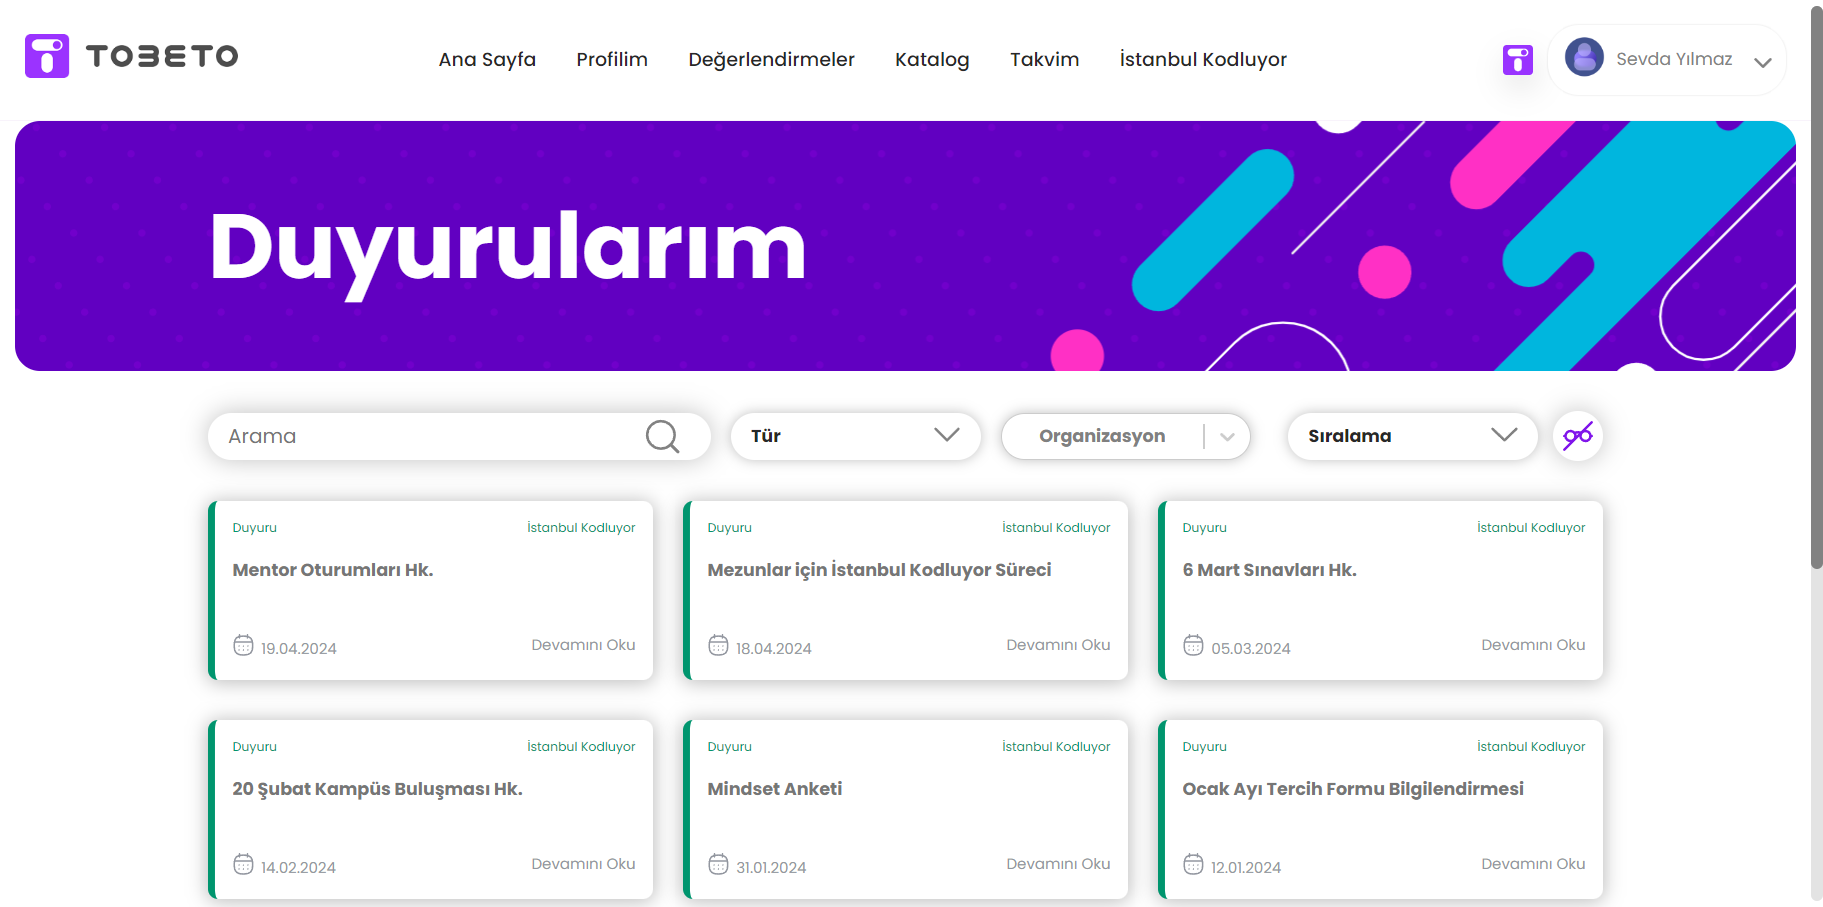 TOBETO
Ana Sayfa Profilim Değerlendirmeler Katalog Takvim İstanbul Kodluyor
Sevda Yılmaz
Duyurularım
Arama Tür Organizasyon Sıralama
Duyuru İstanbul Kodluyor
Mentor Oturumları Hk.
19.04.2024 Devamını Oku
Duyuru İstanbul Kodluyor
Mezunlar için İstanbul Kodluyor Süreci
18.04.2024 Devamını Oku
Duyuru İstanbul Kodluyor
6 Mart Sınavları Hk.
05.03.2024 Devamını Oku
Duyuru İstanbul Kodluyor
20 Şubat Kampüs Buluşması Hk.
14.02.2024 Devamını Oku
Duyuru İstanbul Kodluyor
Mindset Anketi
31.01.2024 Devamını Oku
Duyuru İstanbul Kodluyor
Ocak Ayı Tercih Formu Bilgilendirmesi
12.01.2024 Devamını Oku